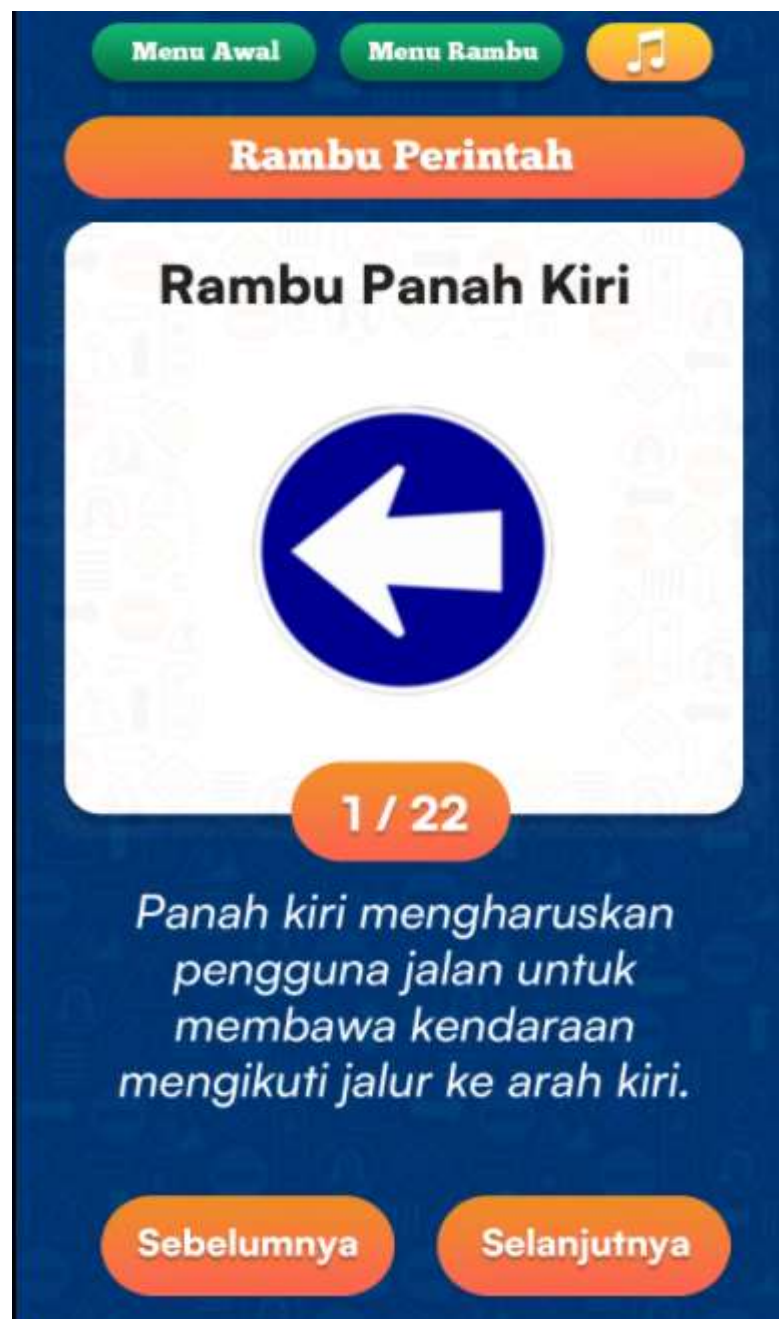 Menu Awal
Menu Rambu
Rambu Perintah
Rambu Panah Kiri
1 / 22
Panah kiri mengharuskan
pengguna jalan untuk
membawa kendaraan
mengikuti jalur ke arah kiri.
Sebelumnya
Selanjutnya